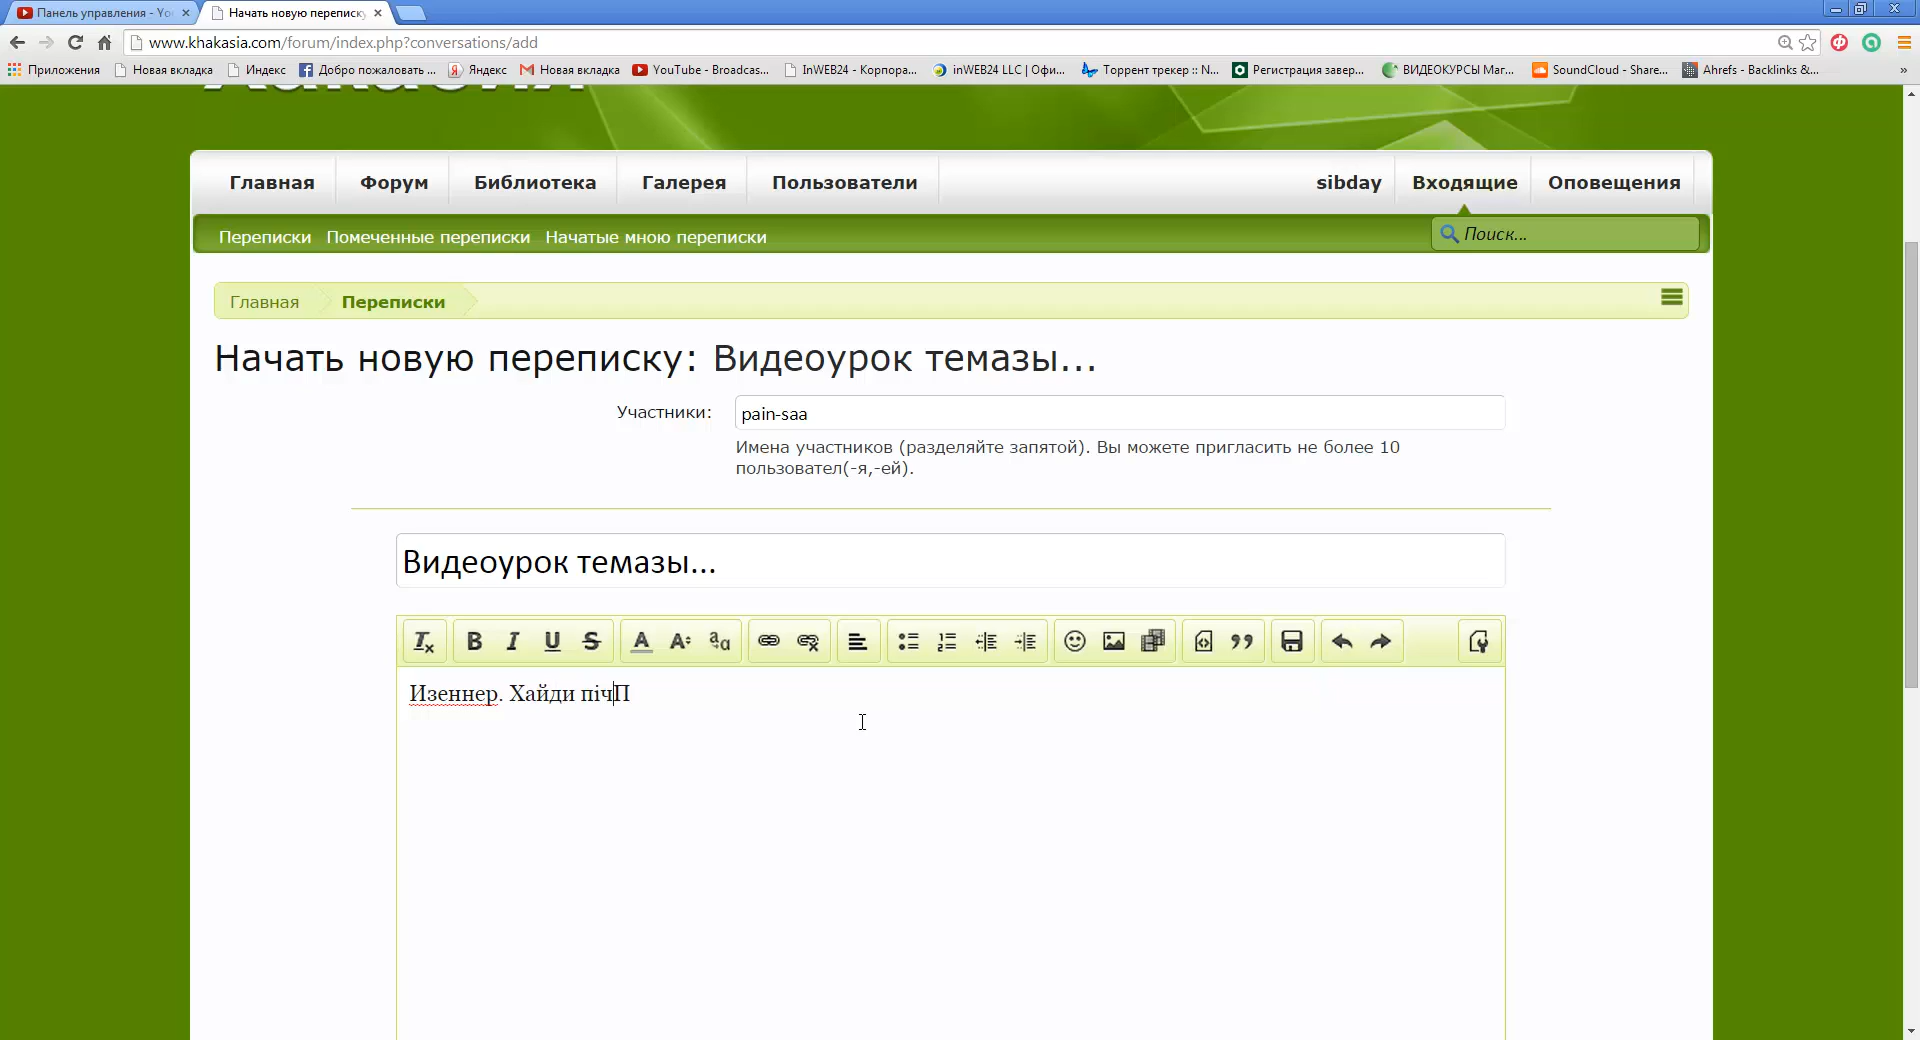 Панель управления - Yo
Начать новую переписку
www.khakasia.com/forum/index.php?conversations/add
Приложения Новая вкладка Индекс Добро пожаловать ... Яндекс Новая вкладка YouTube - Broadcas... InWEB24 - Корпора... inWEB24 LLC | Офи... Торрент трекер :: N... Регистрация завер... ВИДЕОКУРСЫ Mar... SoundCloud - Share... Ahrefs - Backlinks &... »
Главная Форум Библиотека Галерея Пользователи sibday Входящие Оповещения
Переписки Помеченные переписки Начатые мною переписки Поиск...
Главная Переписки
Начать новую переписку: Видеоурок темазы...
Участники: pain-saa
Имена участников (разделяйте запятой). Вы можете пригласить не более 10
пользовател(-я,-ей).
Видеоурок темазы...
Изеннер. Хайди пічП